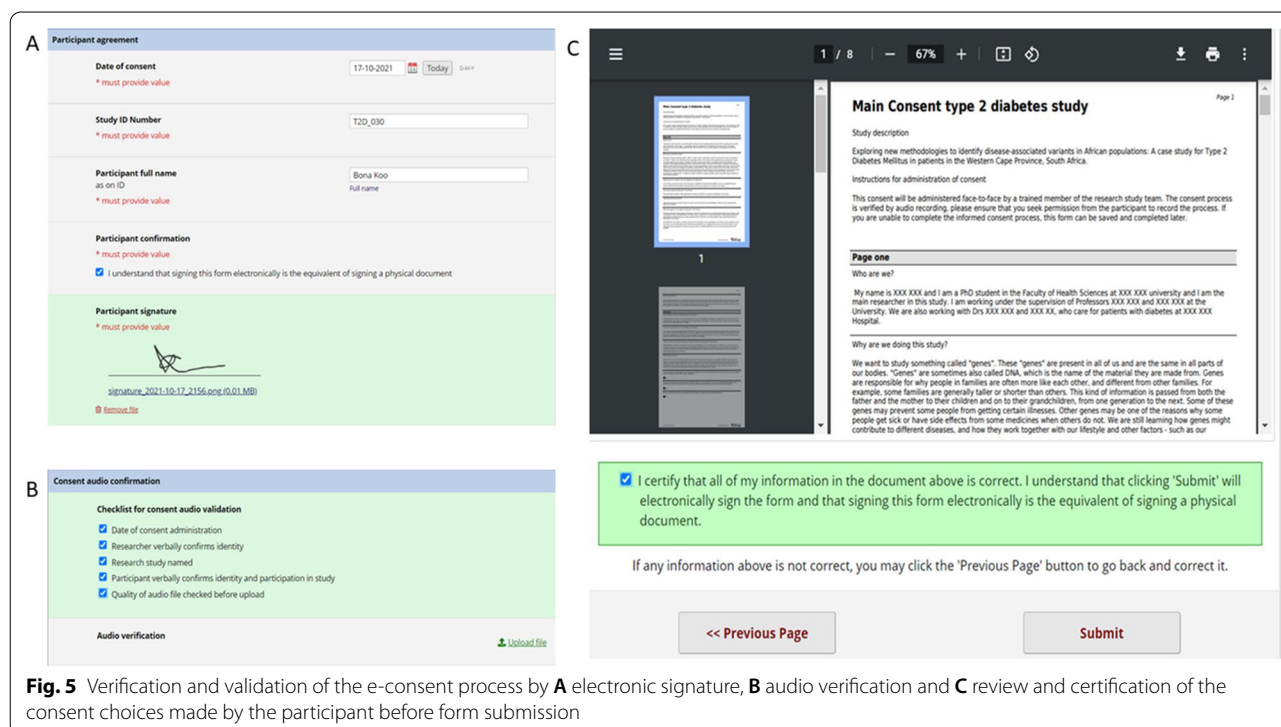 A
Participant agreement
Date of consent
* must provide value
17-10-2021 Today D-M-Y
Study ID Number
* must provide value
T2D_030
Participant full name
as on ID
* must provide value
Bona Koo
Full name
Participant confirmation
* must provide value
I understand that signing this form electronically is the equivalent of signing a physical document
Participant signature
* must provide value
signature_2021-10-17_2156.png (0.01 MB)
Remove file
B
Consent audio confirmation
Checklist for consent audio validation
Date of consent administration
Researcher verbally confirms identity
Research study named
Participant verbally confirms identity and participation in study
Quality of audio file checked before upload
Audio verification
Upload file
C
1 / 8 — 67% +
1
Page 1
Main Consent type 2 diabetes study
Study description
Exploring new methodologies to identify disease-associated variants in African populations: A case study for Type 2
Diabetes Mellitus in patients in the Western Cape Province, South Africa.
Instructions for administration of consent
This consent will be administered face-to-face by a trained member of the research study team. The consent process
is verified by audio recording, please ensure that you seek permission from the participant to record the process. If
you are unable to complete the informed consent process, this form can be saved and completed later.
Page one
Who are we?
My name is XXX XXX and I am a PhD student in the Faculty of Health Sciences at XXX XXX university and I am the
main researcher in this study. I am working under the supervision of Professors XXX XXX and XXX XXX at the
University. We are also working with Drs XXX XXX and XXX XX, who care for patients with diabetes at XXX XXX
Hospital.
Why are we doing this study?
We want to study something called "genes". These "genes" are present in all of us and are the same in all parts of
our bodies. "Genes" are sometimes also called DNA, which is the name of the material they are made from. Genes
are responsible for why people in families are often more like each other, and different from other families. For
example, some families are generally taller or shorter than others. This kind of information is passed from both the
father and the mother to their children and on to their grandchildren, from one generation to the next. Some of these
genes may prevent some people from getting certain illnesses. Other genes may be one of the reasons why some
people get sick or have side effects from some medicines when others do not. We are still learning how genes might
contribute to different diseases, and how they work together with our lifestyle and other factors - such as our
I certify that all of my information in the document above is correct. I understand that clicking 'Submit' will
electronically sign the form and that signing this form electronically is the equivalent of signing a physical
document.
If any information above is not correct, you may click the 'Previous Page' button to go back and correct it.
<< Previous Page
Submit
Fig. 5 Verification and validation of the e-consent process by A electronic signature, B audio verification and C review and certification of the
consent choices made by the participant before form submission